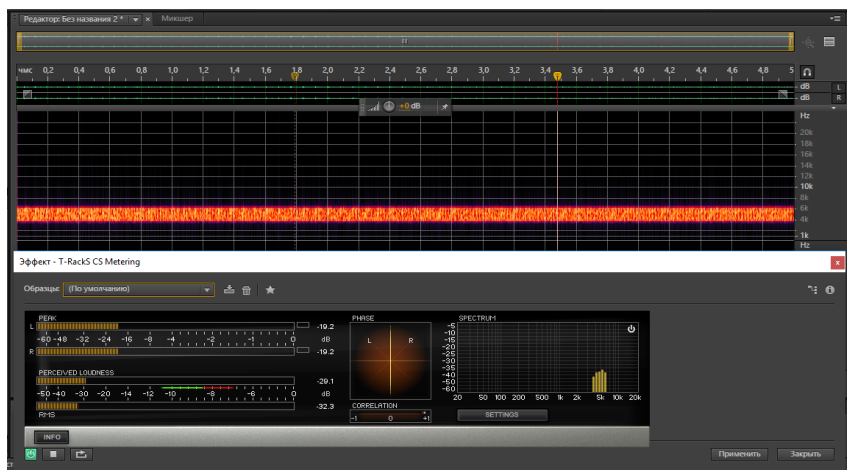 Редактор: Без названия 2 * Микшер
чмс 0,2 0,4 0,6 0,8 1,0 1,2 1,4 1,6 1,8 2,0 2,2 2,4 2,6 2,8 3,0 3,2 3,4 3,6 3,8 4,0 4,2 4,4 4,6 4,8 5
dB L
dB R
+0 dB
Hz
20k
18k
16k
14k
12k
10k
8k
6k
4k
1k
Hz
Эффект - T-RackS CS Metering x
Образцы: (По умолчанию)
PEAK PHASE SPECTRUM
L -19.2
-60 -48 -32 -24 -16 -8 -4 -2 -1 0 dB
R -19.2
L R
-5
-10
-15
-20
-25
-30
-35
-40
-50
-60
20 50 100 200 500 1k 2k 5k 10k 20k
PERCEIVED LOUDNESS
-29.1
-50 -40 -30 -20 -14 -12 -10 -8 -6 0 dB
-32.3
RMS
CORRELATION
-1 0 +1
SETTINGS
INFO
Применить Закрыть